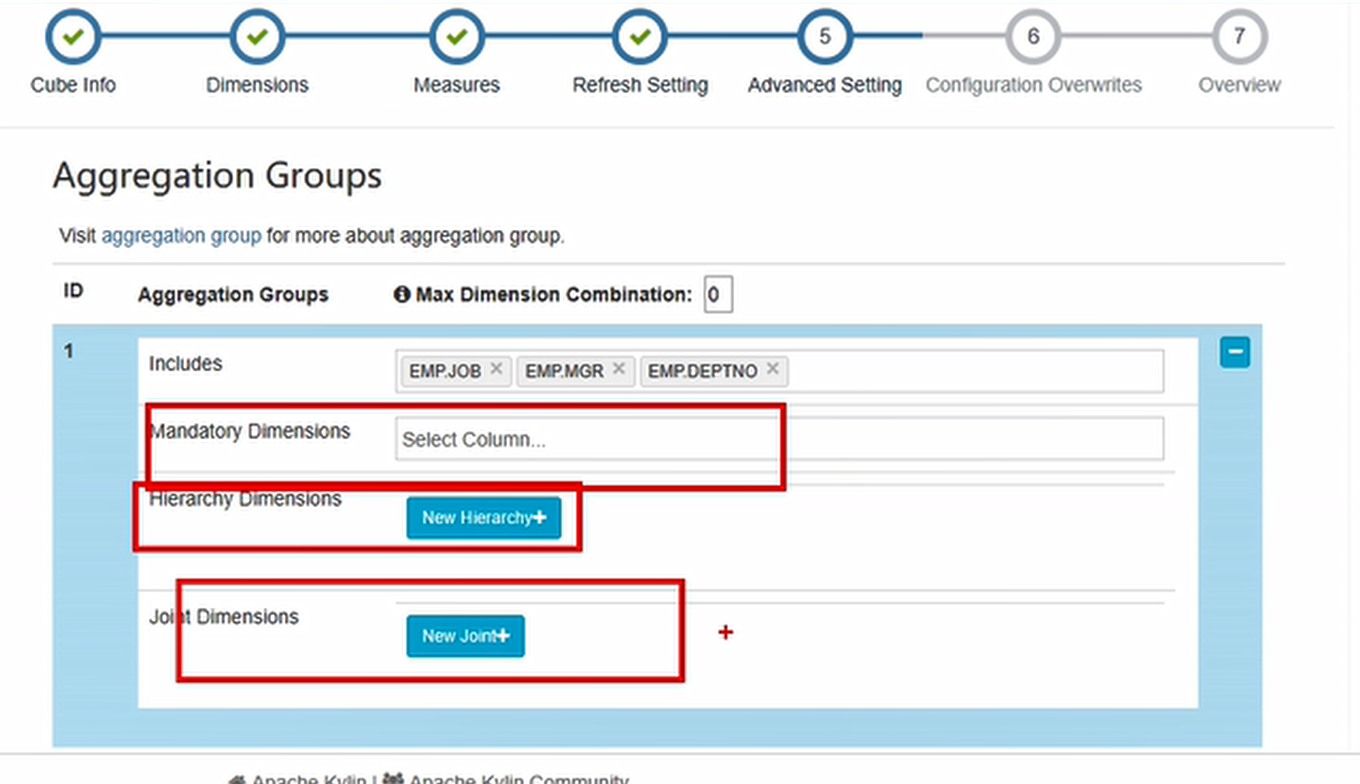 5 6 7
Cube Info Dimensions Measures Refresh Setting Advanced Setting Configuration Overwrites Overview
Aggregation Groups
Visit aggregation group for more about aggregation group.
ID Aggregation Groups Max Dimension Combination: 0
1
Includes EMP.JOB EMP.MGR EMP.DEPTNO
Mandatory Dimensions Select Column...
Hierarchy Dimensions New Hierarchy+
Joint Dimensions New Joint+
Apache Kylin | Apache Kylin Community